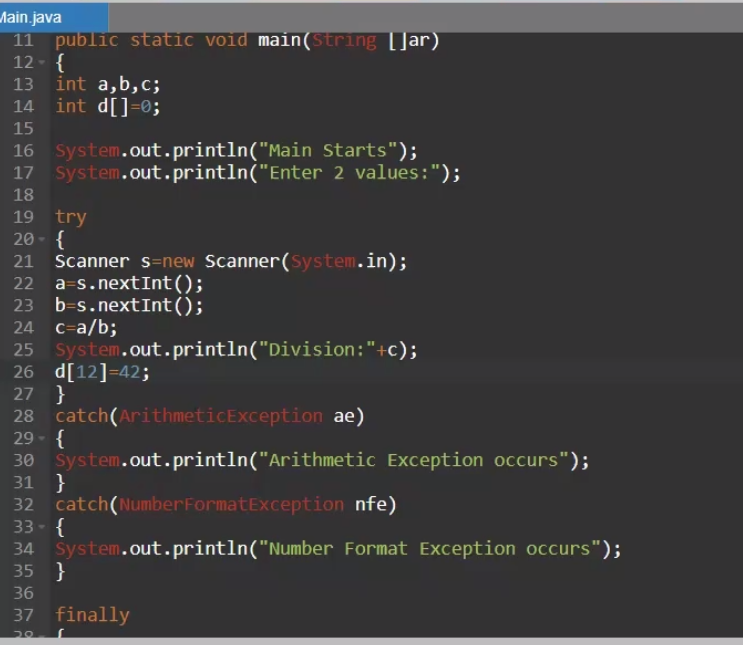 Main.java
11 public static void main(String []ar)
12 {
13 int a,b,c;
14 int d[]=0;
15
16 System.out.println("Main Starts");
17 System.out.println("Enter 2 values:");
18
19 try
20 {
21 Scanner s=new Scanner(System.in);
22 a=s.nextInt();
23 b=s.nextInt();
24 c=a/b;
25 System.out.println("Division:"+c);
26 d[12]=42;
27 }
28 catch(ArithmeticException ae)
29 {
30 System.out.println("Arithmetic Exception occurs");
31 }
32 catch(NumberFormatException nfe)
33 {
34 System.out.println("Number Format Exception occurs");
35 }
36
37 finally
38 {